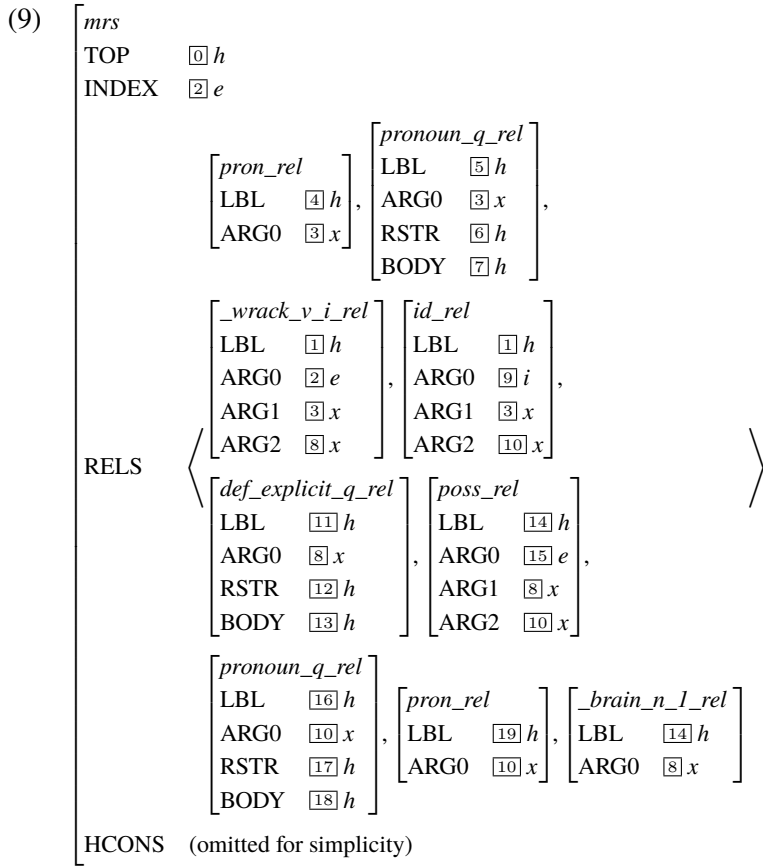 (9)
mrs
TOP 0 h
INDEX 2 e
pron_rel
LBL 4 h
ARG0 3 x
,
pronoun_q_rel
LBL 5 h
ARG0 3 x
RSTR 6 h
BODY 7 h
,
_wrack_v_i_rel
LBL 1 h
ARG0 2 e
ARG1 3 x
ARG2 8 x
,
id_rel
LBL 1 h
ARG0 9 i
ARG1 3 x
ARG2 10 x
,
RELS
def_explicit_q_rel
LBL 11 h
ARG0 8 x
RSTR 12 h
BODY 13 h
,
poss_rel
LBL 14 h
ARG0 15 e
ARG1 8 x
ARG2 10 x
,
pronoun_q_rel
LBL 16 h
ARG0 10 x
RSTR 17 h
BODY 18 h
,
pron_rel
LBL 19 h
ARG0 10 x
,
_brain_n_1_rel
LBL 14 h
ARG0 8 x
HCONS (omitted for simplicity)